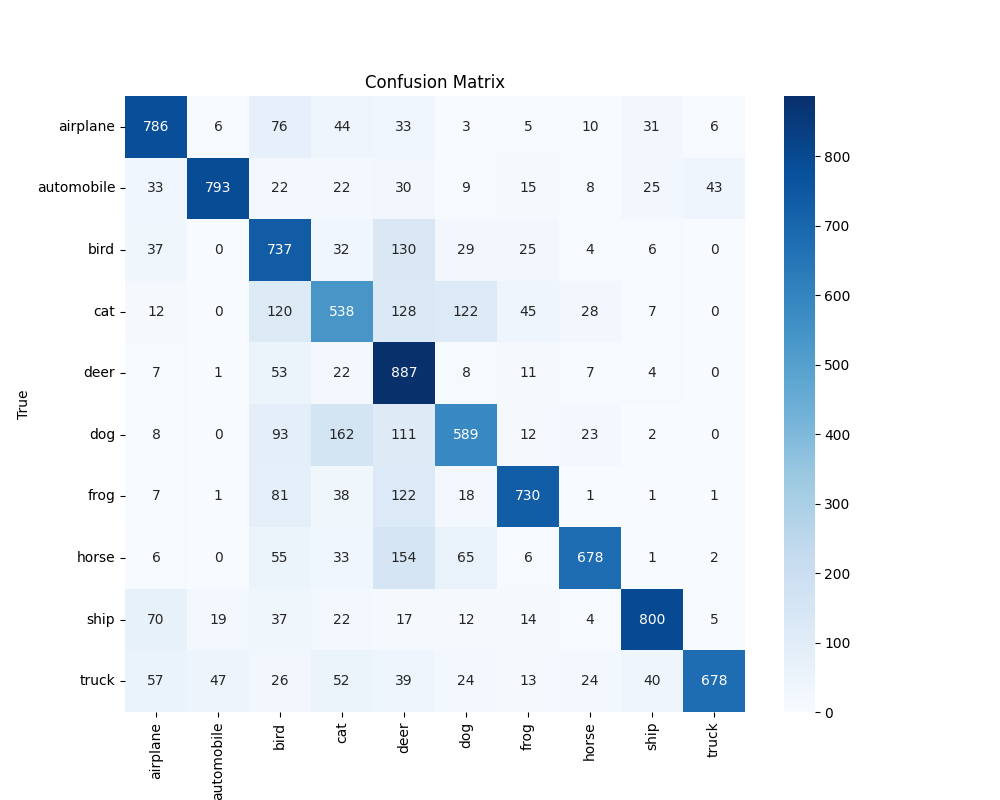 Confusion Matrix
airplane 786 6 76 44 33 3 5 10 31 6
automobile 33 793 22 22 30 9 15 8 25 43
bird 37 0 737 32 130 29 25 4 6 0
cat 12 0 120 538 128 122 45 28 7 0
deer 7 1 53 22 887 8 11 7 4 0
dog 8 0 93 162 111 589 12 23 2 0
frog 7 1 81 38 122 18 730 1 1 1
horse 6 0 55 33 154 65 6 678 1 2
ship 70 19 37 22 17 12 14 4 800 5
truck 57 47 26 52 39 24 13 24 40 678
True
airplane automobile bird cat deer dog frog horse ship truck
800
700
600
500
400
300
200
100
0